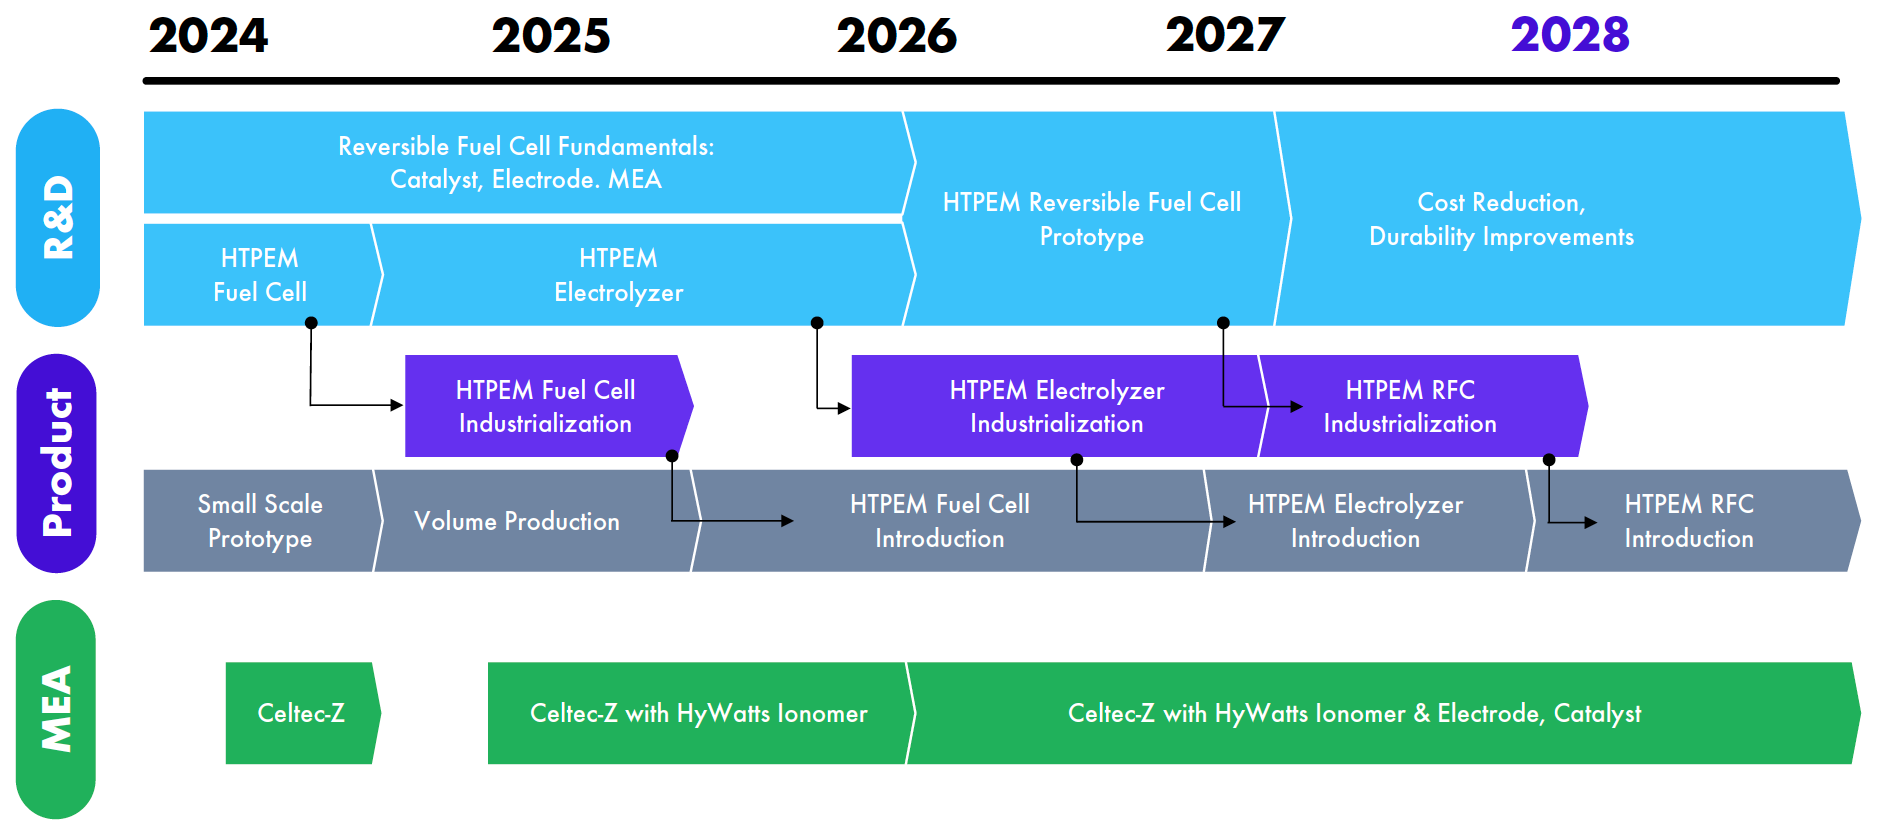 2024 2025 2026 2027 2028
R&D
Reversible Fuel Cell Fundamentals:
Catalyst, Electrode. MEA
HTPEM
Fuel Cell
HTPEM
Electrolyzer
HTPEM Reversible Fuel Cell
Prototype
Cost Reduction,
Durability Improvements
Product
HTPEM Fuel Cell
Industrialization
HTPEM Electrolyzer
Industrialization
HTPEM RFC
Industrialization
Small Scale
Prototype
Volume Production
HTPEM Fuel Cell
Introduction
HTPEM Electrolyzer
Introduction
HTPEM RFC
Introduction
MEA
Celtec-Z
Celtec-Z with HyWatts Ionomer
Celtec-Z with HyWatts Ionomer & Electrode, Catalyst